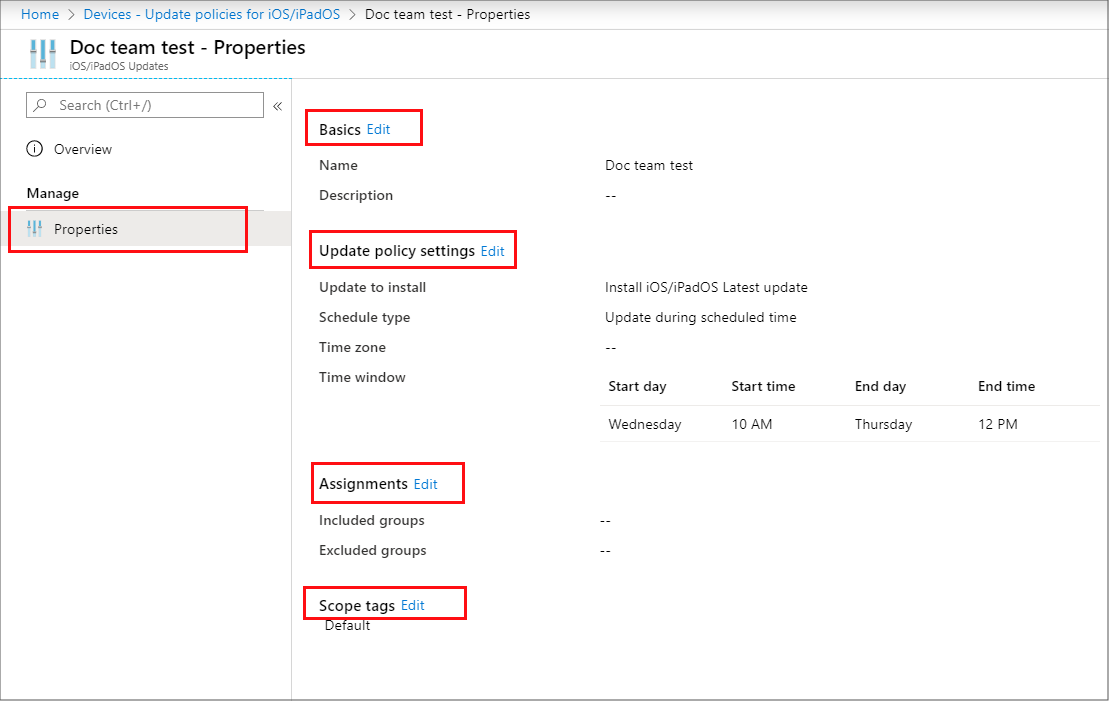 Home > Devices - Update policies for iOS/iPadOS > Doc team test - Properties
Doc team test - Properties
iOS/iPadOS Updates
Search (Ctrl+/)
«
Overview
Manage
Properties
Basics Edit
Name Doc team test
Description --
Update policy settings Edit
Update to install Install iOS/iPadOS Latest update
Schedule type Update during scheduled time
Time zone --
Time window
Start day Start time End day End time
Wednesday 10 AM Thursday 12 PM
Assignments Edit
Included groups --
Excluded groups --
Scope tags Edit
Default